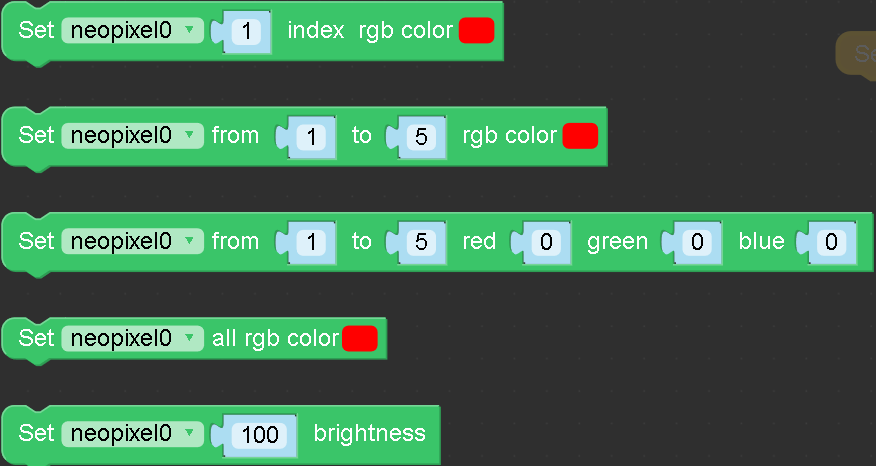 Set neopixel0 1 index rgb color
Set neopixel0 from 1 to 5 rgb color
Set neopixel0 from 1 to 5 red 0 green 0 blue 0
Set neopixel0 all rgb color
Set neopixel0 100 brightness